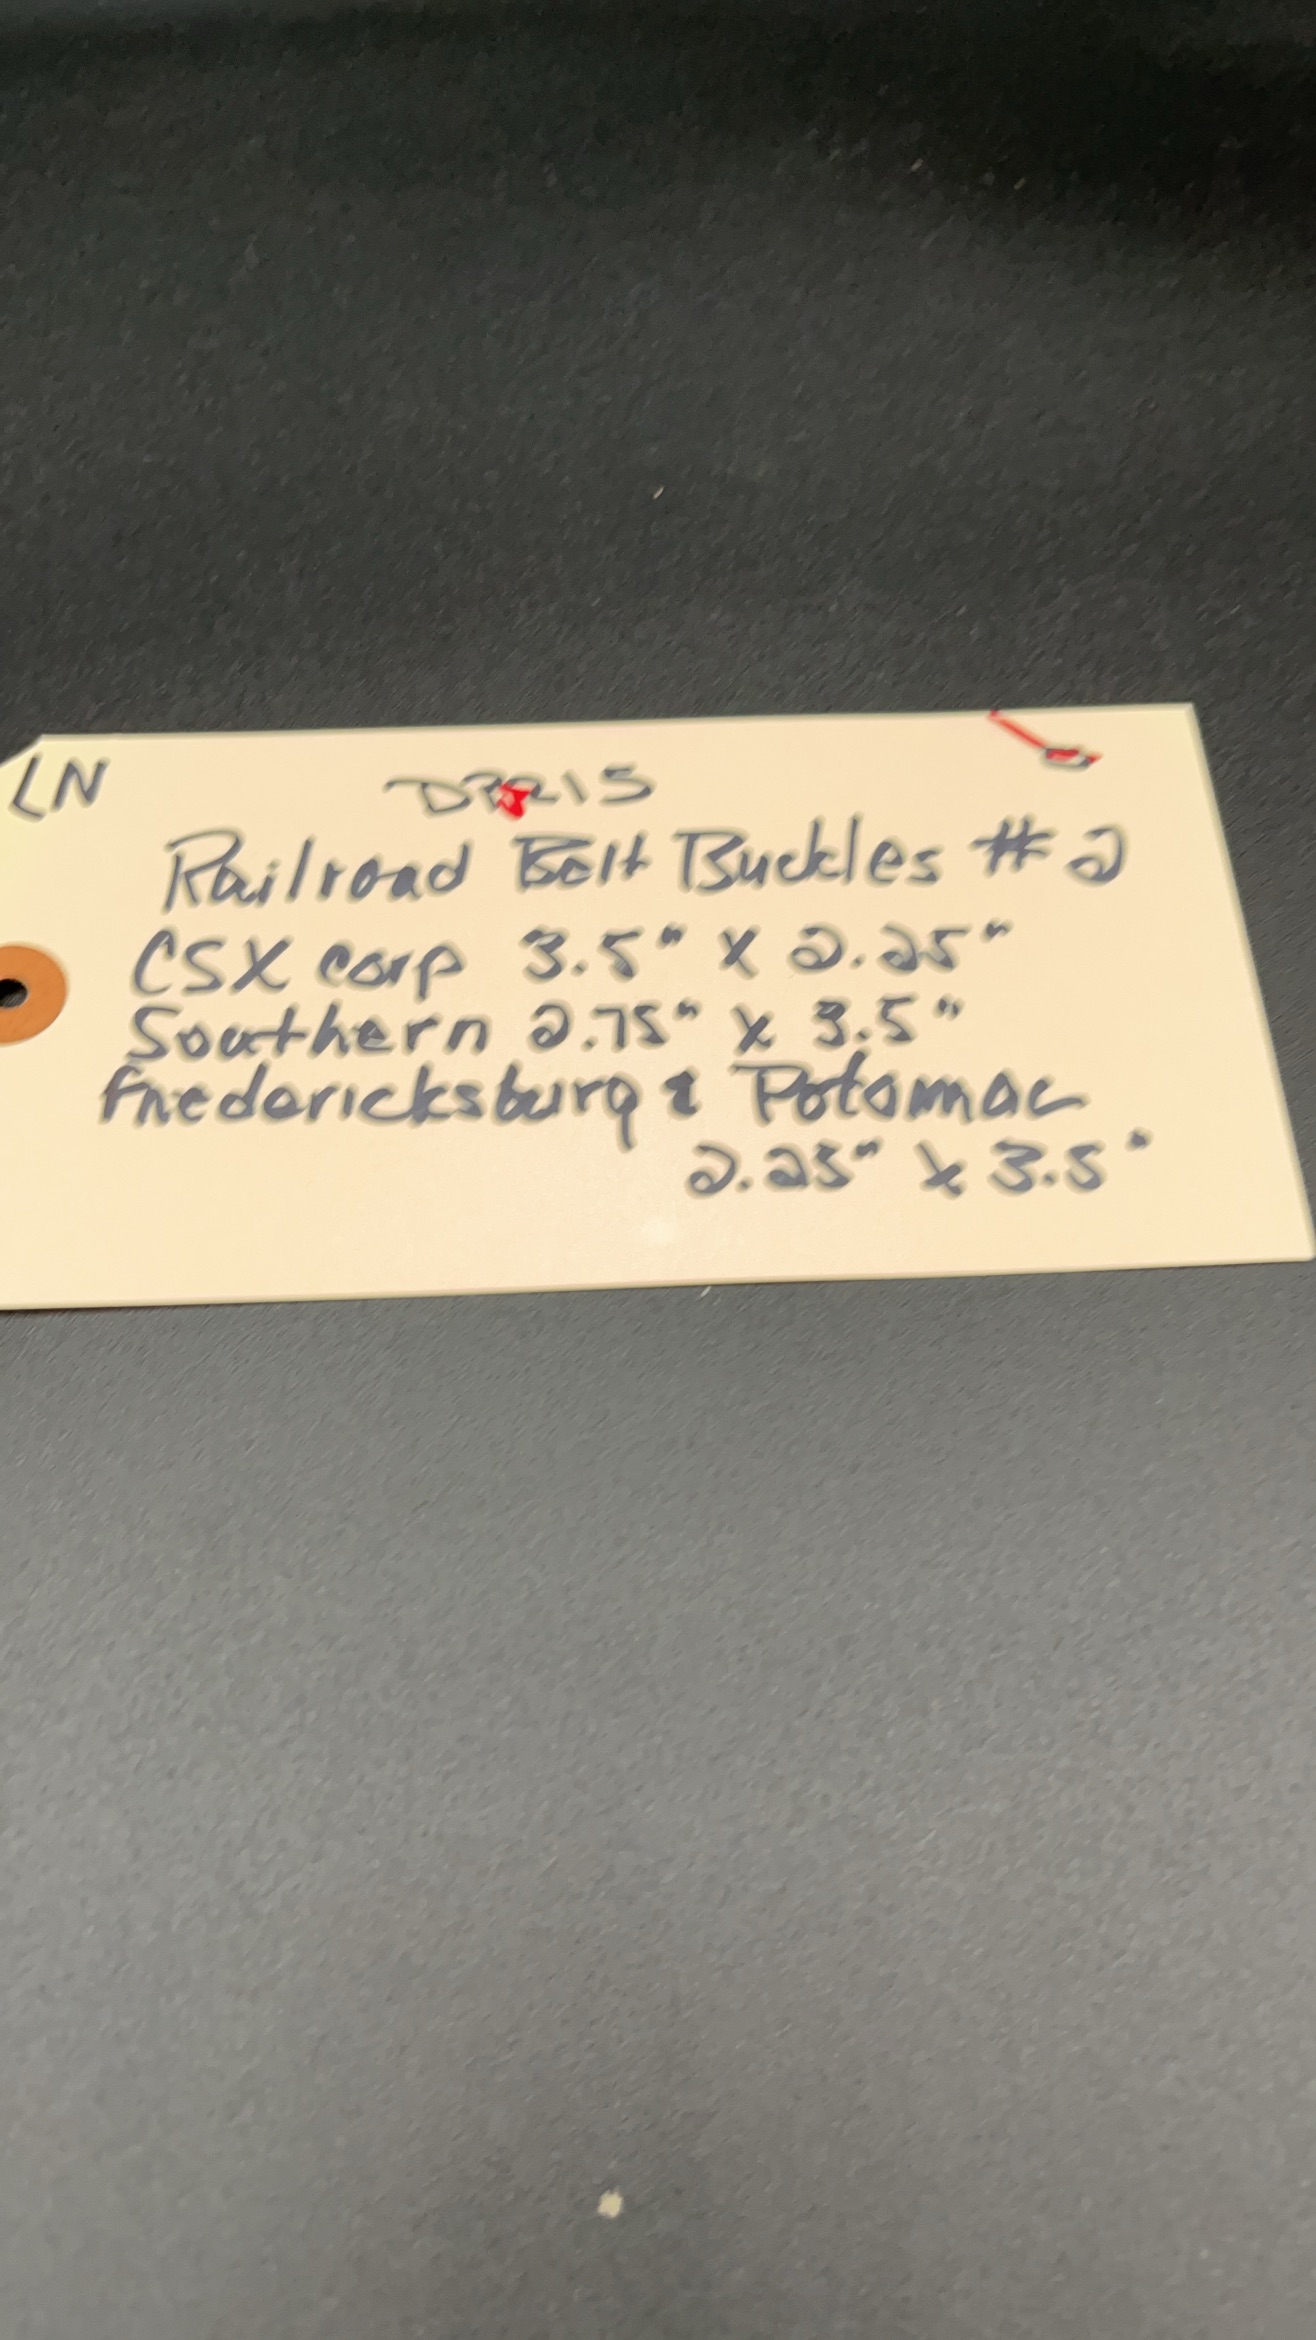 LN
Railroad Belt Buckles #2
CSX corp 3.5" x 2.25"
Southern 2.75" x 3.5"
Fredericksburg & Potomac
2.25" x 3.5"